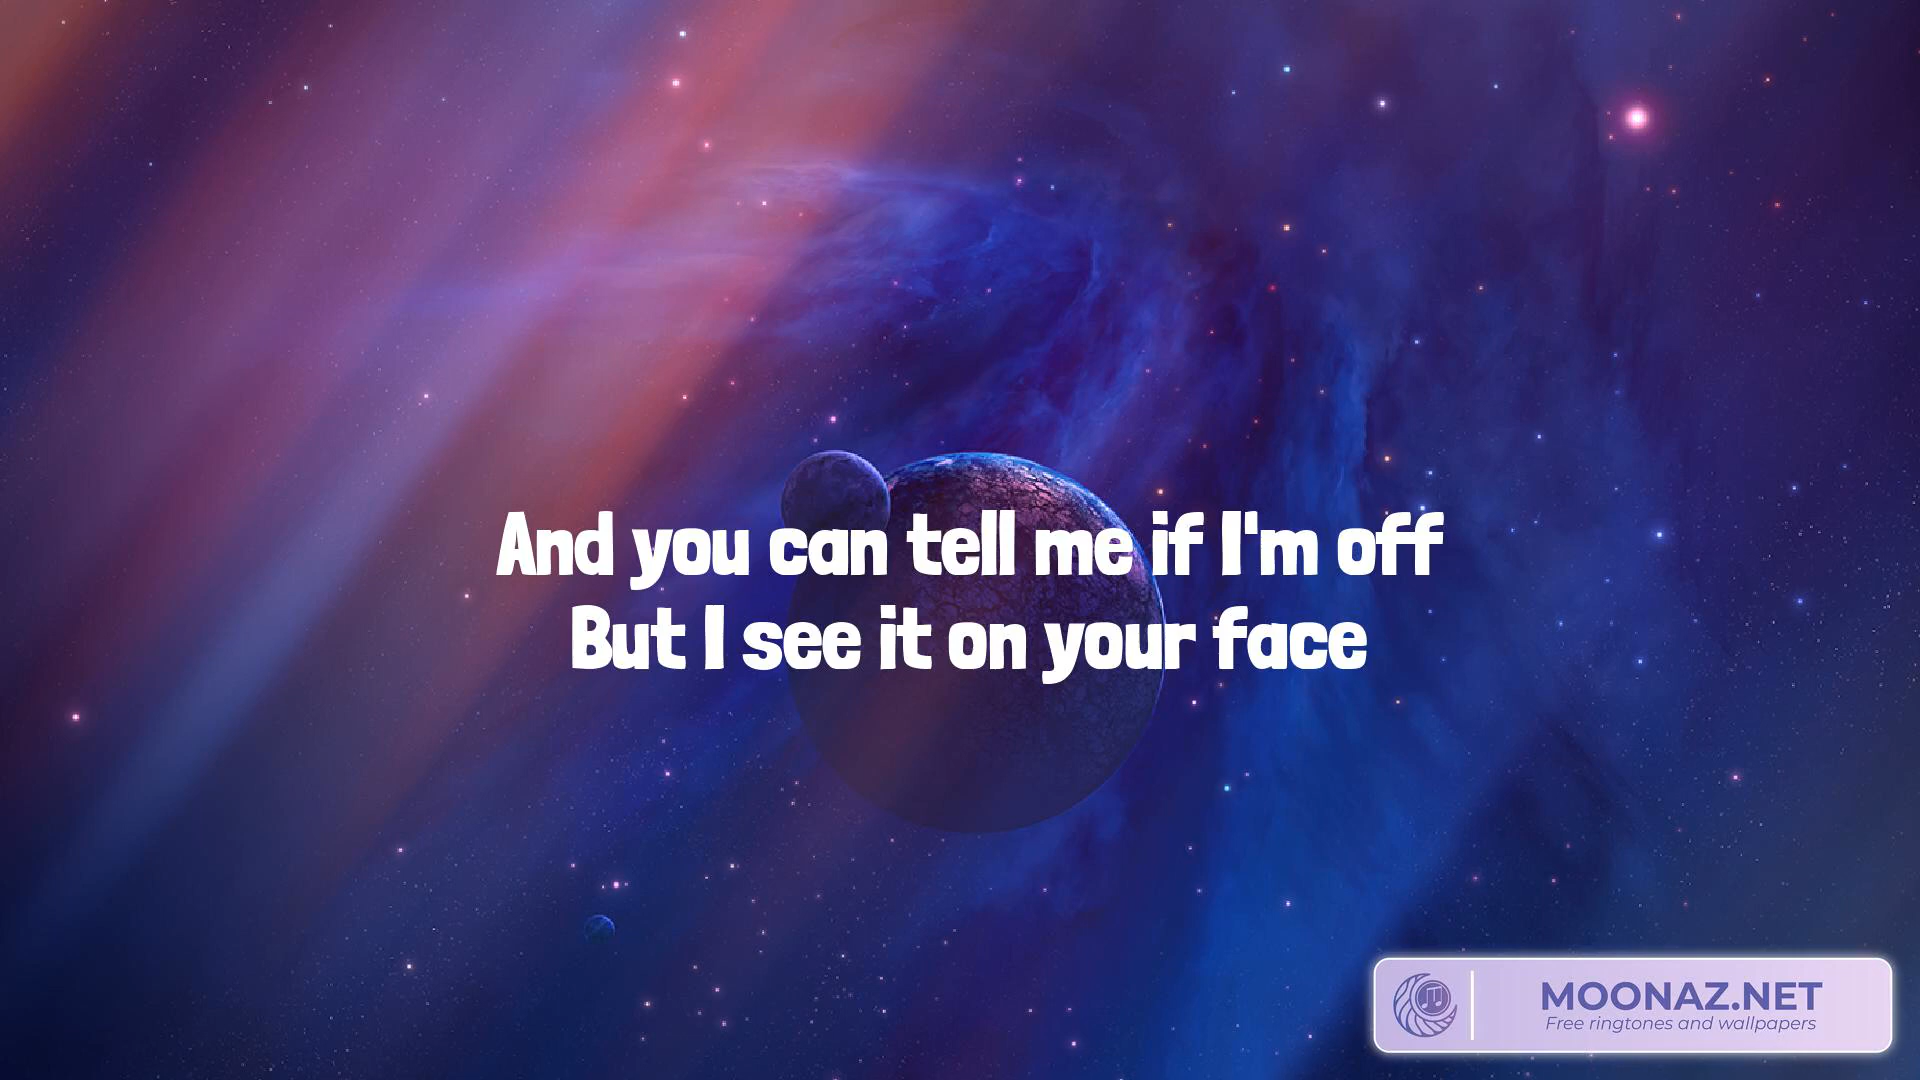 And you can tell me if I'm off
But I see it on your face
MOONAZ.NET
Free ringtones and wallpapers